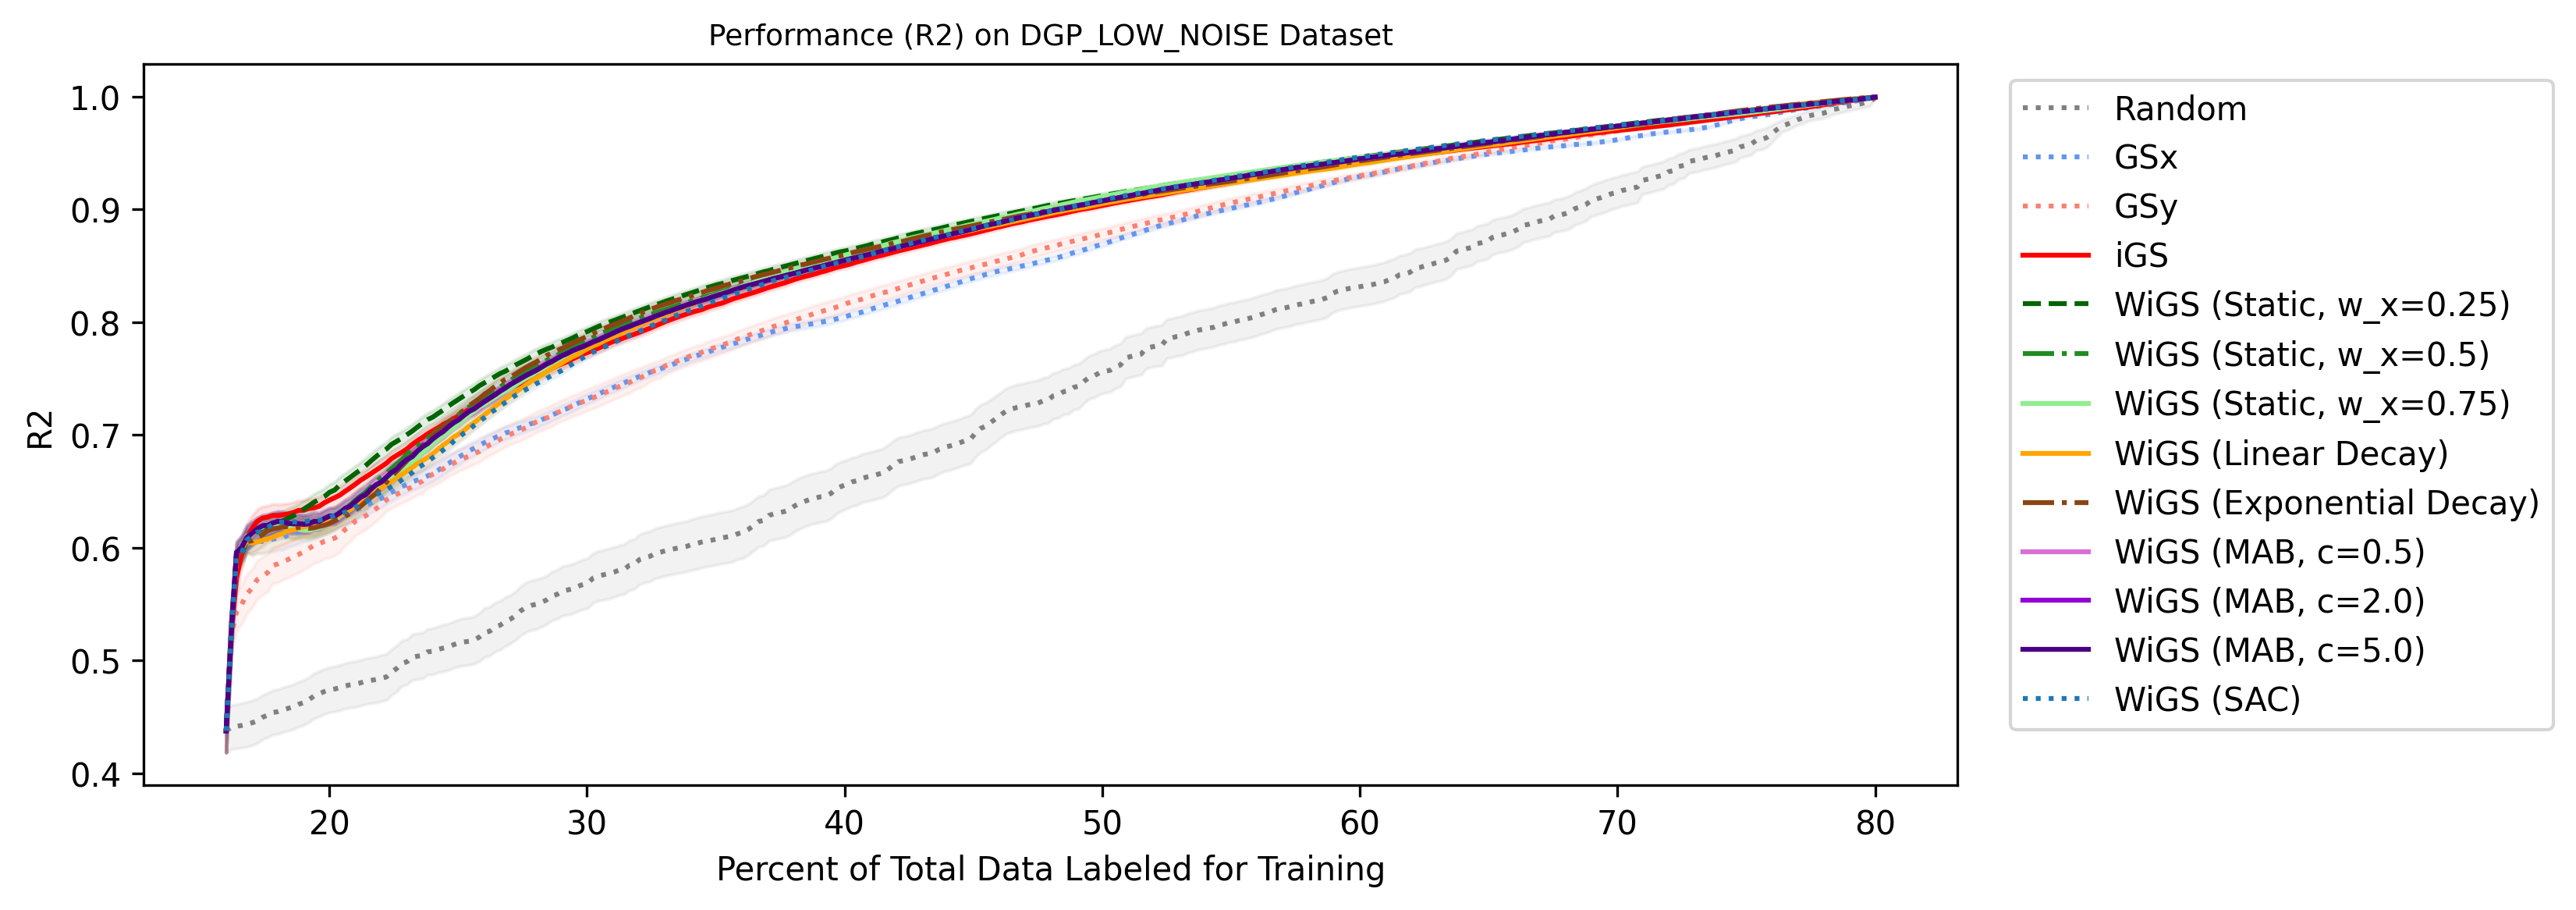 Performance (R2) on DGP_LOW_NOISE Dataset
1.0
0.9
0.8
0.7
0.6
0.5
0.4
R2
20 30 40 50 60 70 80
Percent of Total Data Labeled for Training
Random
GSx
GSy
iGS
WiGS (Static, w_x=0.25)
WiGS (Static, w_x=0.5)
WiGS (Static, w_x=0.75)
WiGS (Linear Decay)
WiGS (Exponential Decay)
WiGS (MAB, c=0.5)
WiGS (MAB, c=2.0)
WiGS (MAB, c=5.0)
WiGS (SAC)